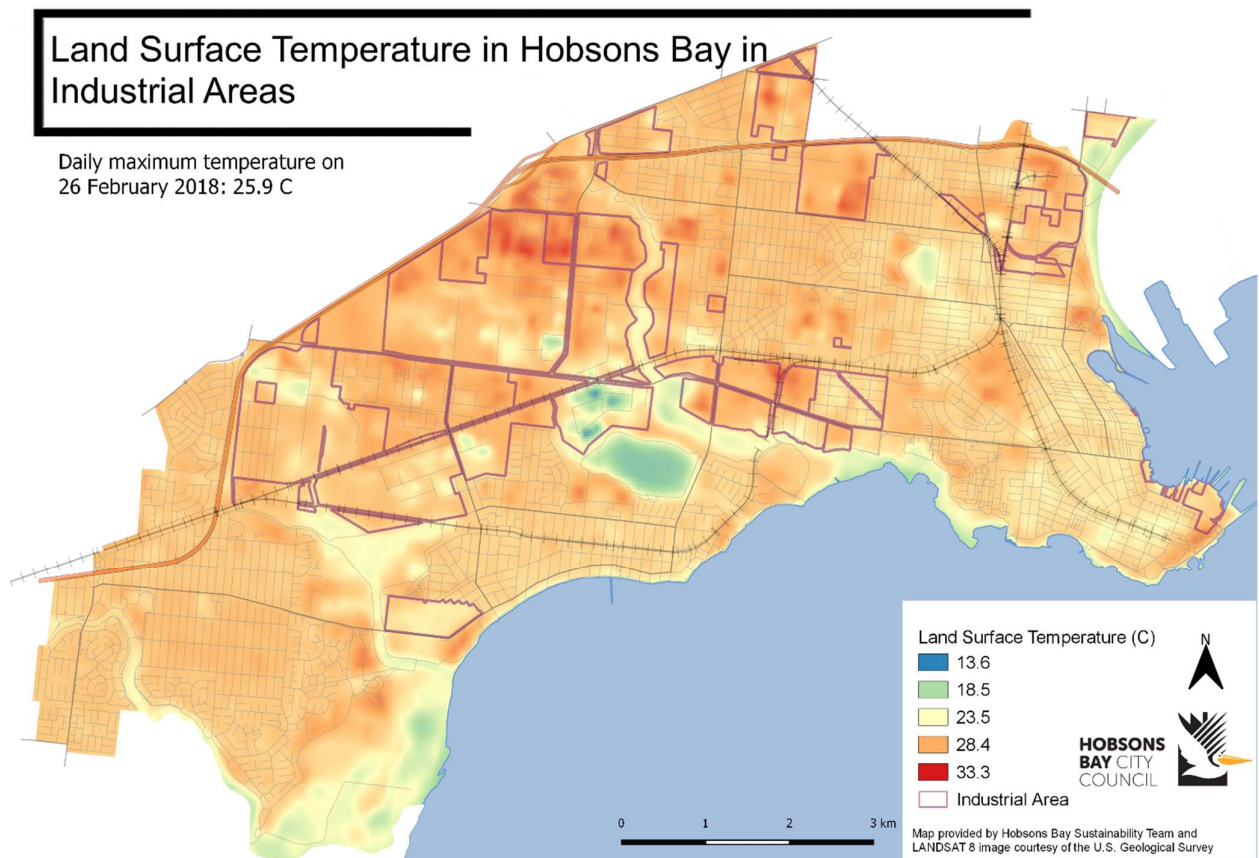 Land Surface Temperature in Hobsons Bay in
Industrial Areas
Daily maximum temperature on
26 February 2018: 25.9 C
Land Surface Temperature (C)
13.6
18.5
23.5
28.4
33.3
Industrial Area
N
HOBSONS
BAY CITY
COUNCIL
0 1 2 3 km
Map provided by Hobsons Bay Sustainability Team and
LANDSAT 8 image courtesy of the U.S. Geological Survey